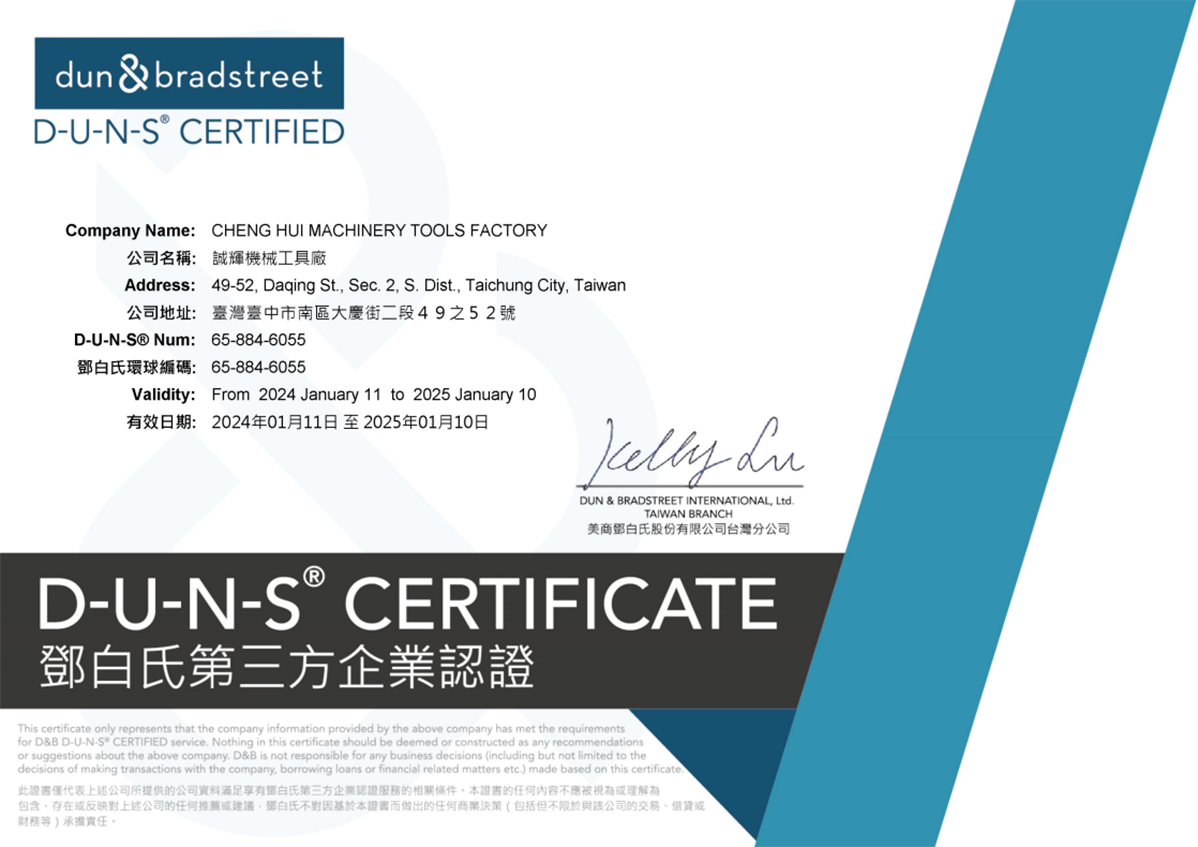 dun & bradstreet
D-U-N-S® CERTIFIED
Company Name: CHENG HUI MACHINERY TOOLS FACTORY
公司名稱: 誠輝機械工具廠
Address: 49-52, Daqing St., Sec. 2, S. Dist., Taichung City, Taiwan
公司地址: 臺灣臺中市南區大慶街二段４９之５２號
D-U-N-S® Num: 65-884-6055
鄧白氏環球編碼: 65-884-6055
Validity: From 2024 January 11 to 2025 January 10
有效日期: 2024年01月11日 至 2025年01月10日
Kelly Lu
DUN & BRADSTREET INTERNATIONAL, Ltd.
TAIWAN BRANCH
美商鄧白氏股份有限公司台灣分公司
D-U-N-S® CERTIFICATE
鄧白氏第三方企業認證
This certificate only represents that the company information provided by the above company has met the requirements
for D&B D-U-N-S® CERTIFIED service. Nothing in this certificate should be deemed or constructed as any recommendations
or suggestions about the above company. D&B is not responsible for any business decisions (including but not limited to the
decisions of making transactions with the company, borrowing loans or financial related matters etc.) made based on this certificate.
此證書僅代表上述公司所提供的公司資料滿足享有鄧白氏第三方企業認證服務的相關條件。本證書的任何內容不應被視為或理解為
包含、存在或反映對上述公司的任何推薦或建議。鄧白氏不對因基於本證書而做出的任何商業決策（包括但不限於與該公司的交易、借貸或
財務等）承擔責任。